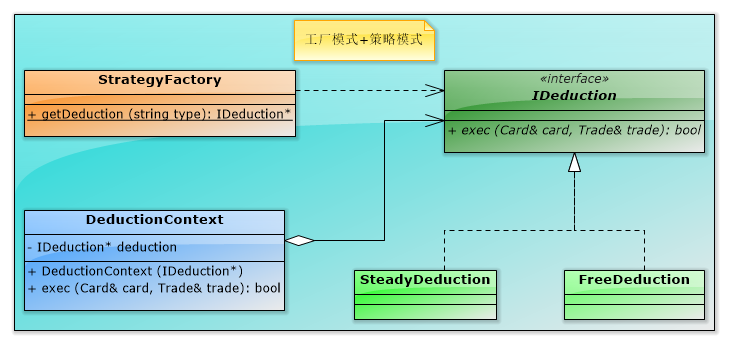 工厂模式+策略模式
StrategyFactory
+ getDeduction (string type): IDeduction*
«interface»
IDeduction
+ exec (Card& card, Trade& trade): bool
DeductionContext
- IDeduction* deduction
+ DeductionContext (IDeduction*)
+ exec (Card& card, Trade& trade): bool
SteadyDeduction
FreeDeduction